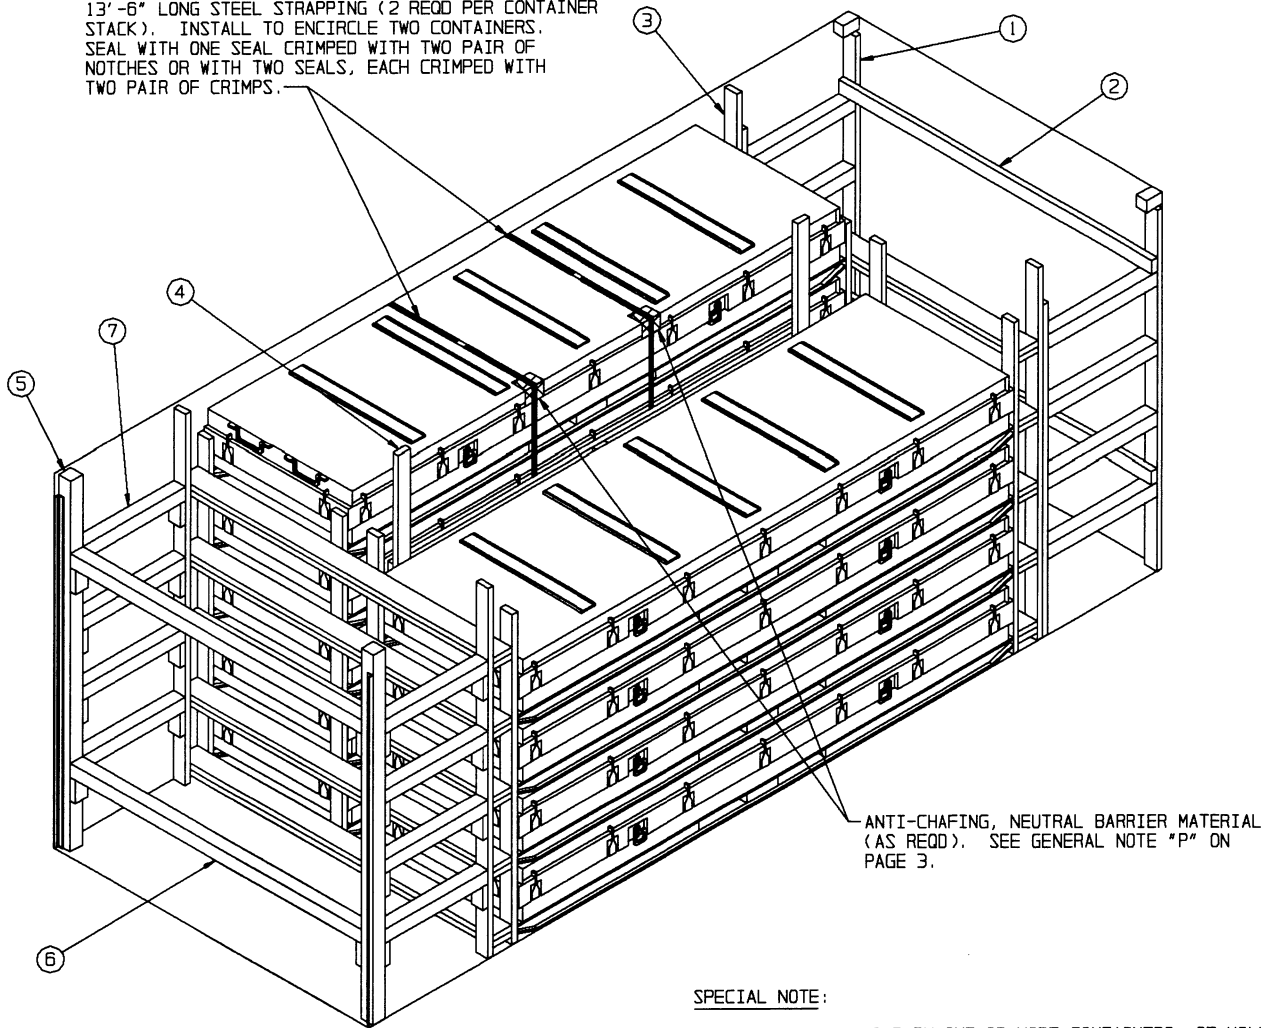 13'-6" LONG STEEL STRAPPING (2 REQD PER CONTAINER
STACK). INSTALL TO ENCIRCLE TWO CONTAINERS.
SEAL WITH ONE SEAL CRIMPED WITH TWO PAIR OF
NOTCHES OR WITH TWO SEALS, EACH CRIMPED WITH
TWO PAIR OF CRIMPS.
3
1
2
4
7
5
6
ANTI-CHAFING, NEUTRAL BARRIER MATERIAL
(AS REQD). SEE GENERAL NOTE "P" ON
PAGE 3.
SPECIAL NOTE: